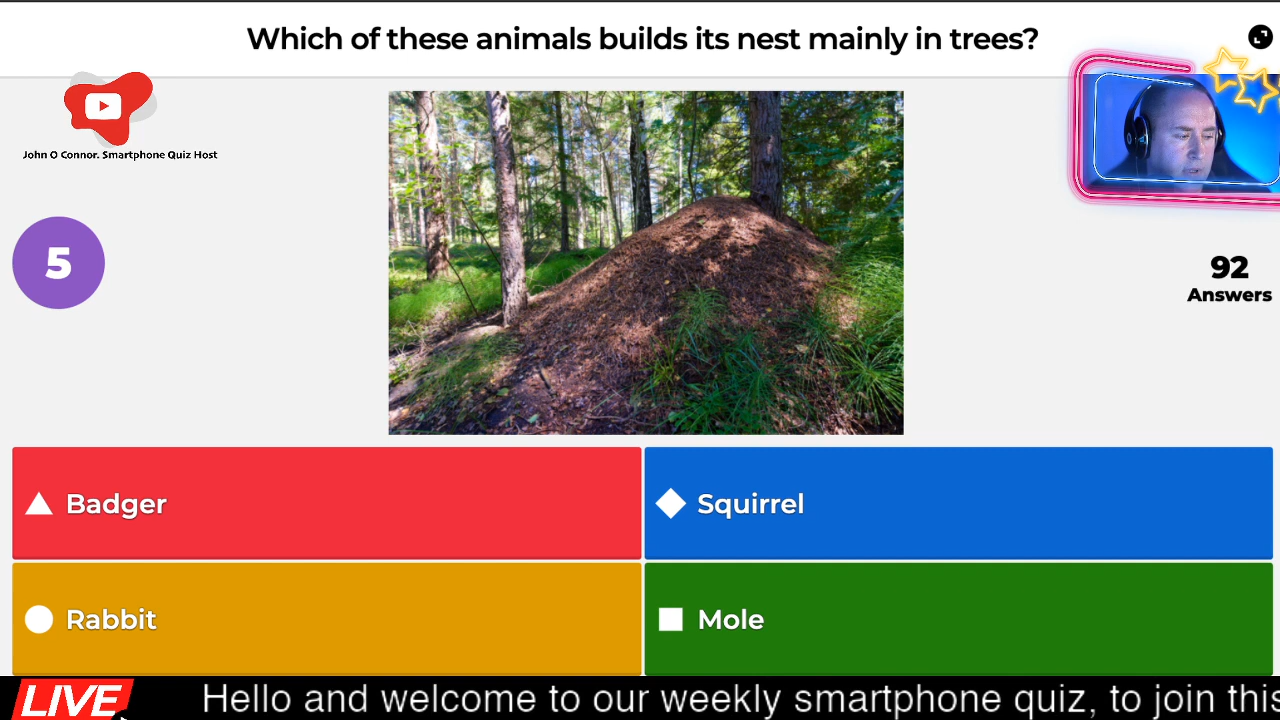 Which of these animals builds its nest mainly in trees?
John O Connor. Smartphone Quiz Host
5
92
Answers
Badger
Squirrel
Rabbit
Mole
LIVE
Hello and welcome to our weekly smartphone quiz, to join this